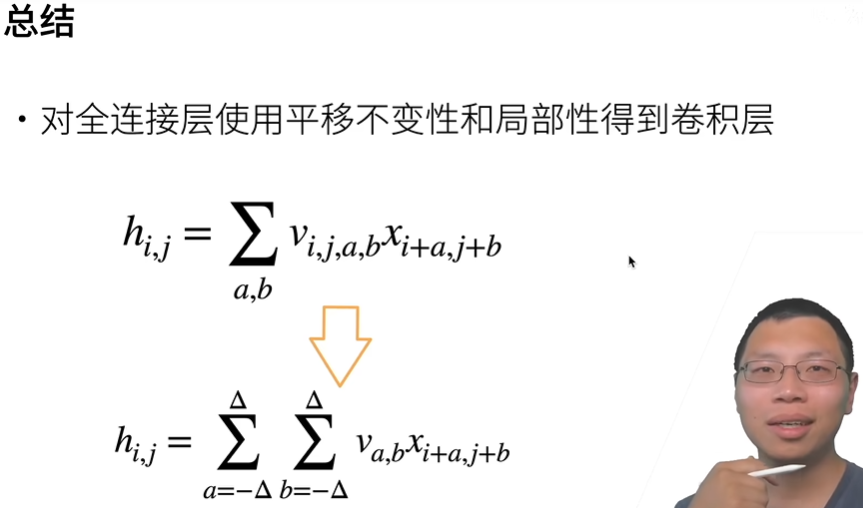 总结
• 对全连接层使用平移不变性和局部性得到卷积层
h_{i,j} = \sum_{a,b} v_{i,j,a,b} x_{i+a,j+b}
h_{i,j} = \sum_{a=-\Delta}^{\Delta} \sum_{b=-\Delta}^{\Delta} v_{a,b} x_{i+a,j+b}